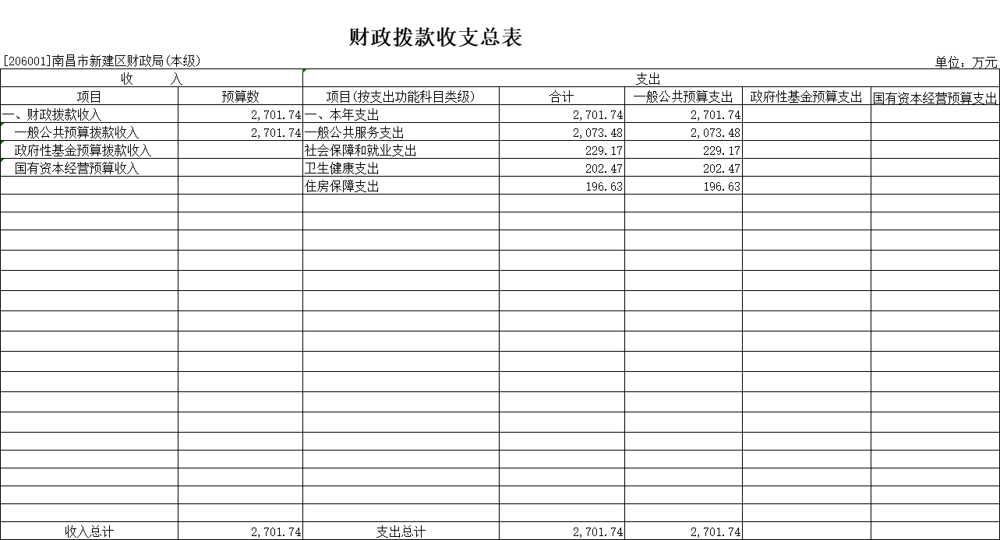 财政拨款收支总表
[206001]南昌市新建区财政局(本级)
单位：万元
收 入 支出
项目 预算数 项目(按支出功能科目类级) 合计 一般公共预算支出 政府性基金预算支出 国有资本经营预算支出
一、财政拨款收入 2,701.74 一、本年支出 2,701.74 2,701.74
一般公共预算拨款收入 2,701.74 一般公共服务支出 2,073.48 2,073.48
政府性基金预算拨款收入 社会保障和就业支出 229.17 229.17
国有资本经营预算收入 卫生健康支出 202.47 202.47
住房保障支出 196.63 196.63
收入总计 2,701.74 支出总计 2,701.74 2,701.74